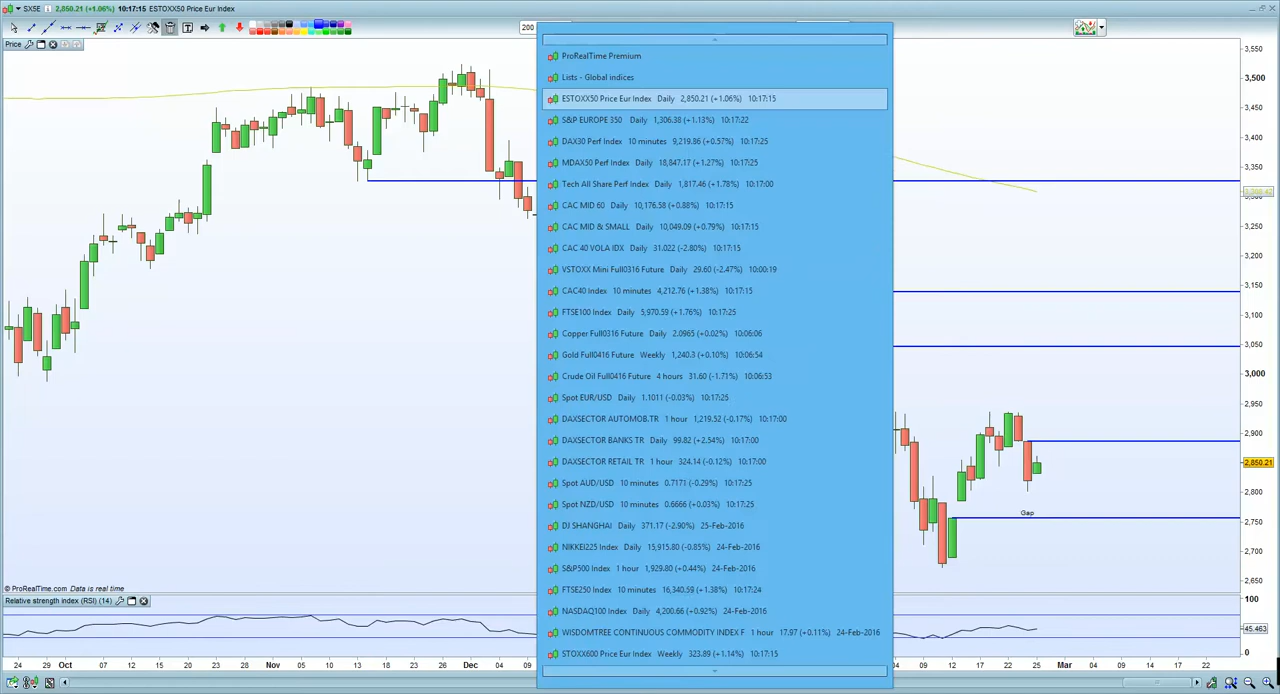 SX5E 2,850.21 (+1.06%) 10:17:15 ESTOXX50 Price Eur Index
200
Price
ProRealTime Premium
Lists - Global indices
ESTOXX50 Price Eur Index Daily 2,850.21 (+1.06%) 10:17:15
S&P EUROPE 350 Daily 1,306.38 (+1.13%) 10:17:22
DAX30 Perf Index 10 minutes 9,219.86 (+0.57%) 10:17:25
MDAX50 Perf Index Daily 18,847.17 (+1.27%) 10:17:25
Tech All Share Perf Index Daily 1,817.46 (+1.78%) 10:17:00
CAC MID 60 Daily 10,176.58 (+0.88%) 10:17:15
CAC MID & SMALL Daily 10,049.09 (+0.79%) 10:17:15
CAC 40 VOLA IDX Daily 31.022 (-2.80%) 10:17:15
VSTOXX Mini Full0316 Future Daily 29.60 (-2.47%) 10:00:19
CAC40 Index 10 minutes 4,212.76 (+1.38%) 10:17:15
FTSE100 Index Daily 5,970.59 (+1.76%) 10:17:25
Copper Full0316 Future Daily 2.0965 (+0.02%) 10:06:06
Gold Full0416 Future Weekly 1,240.3 (+0.10%) 10:06:54
Crude Oil Full0416 Future 4 hours 31.60 (-1.71%) 10:06:53
Spot EUR/USD Daily 1.1011 (-0.03%) 10:17:25
DAXSECTOR AUTOMOB.TR 1 hour 1,219.52 (-0.17%) 10:17:00
DAXSECTOR BANKS TR Daily 99.82 (+2.54%) 10:17:00
DAXSECTOR RETAIL TR 1 hour 324.14 (-0.12%) 10:17:00
Spot AUD/USD 10 minutes 0.7171 (-0.29%) 10:17:25
Spot NZD/USD 10 minutes 0.6666 (+0.03%) 10:17:25
DJ SHANGHAI Daily 371.17 (-2.90%) 25-Feb-2016
NIKKEI225 Index Daily 15,915.80 (-0.85%) 24-Feb-2016
S&P500 Index 1 hour 1,929.80 (+0.44%) 24-Feb-2016
FTSE250 Index 10 minutes 16,340.59 (+1.38%) 10:17:24
NASDAQ100 Index Daily 4,200.66 (+0.92%) 24-Feb-2016
WISDOMTREE CONTINUOUS COMMODITY INDEX F 1 hour 17.97 (+0.11%) 24-Feb-2016
STOXX600 Price Eur Index Weekly 323.89 (+1.14%) 10:17:15
3,550
3,500
3,450
3,400
3,350
3,300
3,250
3,200
3,150
3,100
3,050
3,000
2,950
2,900
2,850.21
2,800
2,750
2,700
2,650
Gap
© ProRealTime.com Data is real time
Relative strength index (RSI) (14)
100
45.463
0
24 29 Oct 07 12 14 19 22 27 Nov 05 10 13 18 23 26 Dec 04 09 04 09 12 17 22 25 Mar 04 09 14 17 22